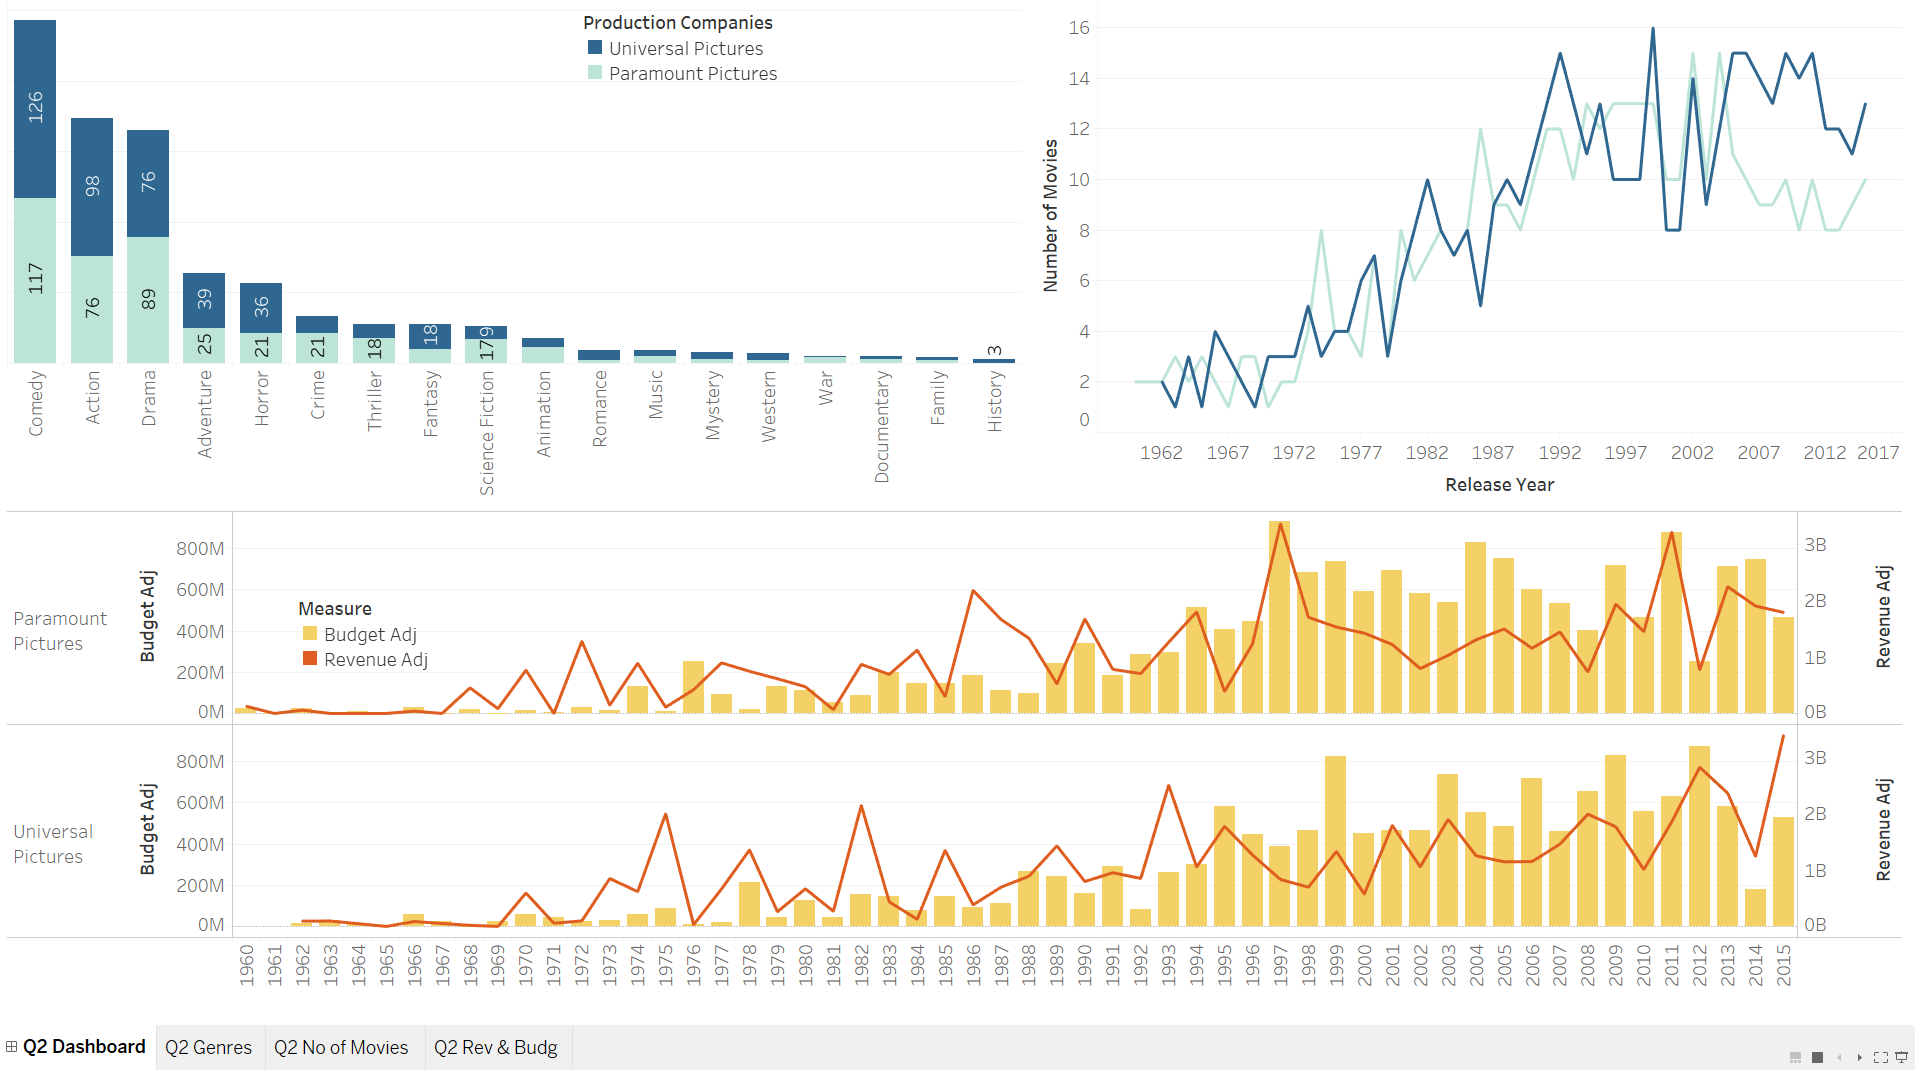 Production Companies
Universal Pictures
Paramount Pictures
126
117
98
76
76
89
39
25
36
21
21
18
18
9
17
3
Comedy
Action
Drama
Adventure
Horror
Crime
Thriller
Fantasy
Science Fiction
Animation
Romance
Music
Mystery
Western
War
Documentary
Family
History
Number of Movies
16
14
12
10
8
6
4
2
0
1962 1967 1972 1977 1982 1987 1992 1997 2002 2007 2012 2017
Release Year
Paramount
Pictures
Budget Adj
800M
600M
400M
200M
0M
Measure
Budget Adj
Revenue Adj
3B
2B
1B
0B
Revenue Adj
Universal
Pictures
Budget Adj
800M
600M
400M
200M
0M
3B
2B
1B
0B
Revenue Adj
1960 1961 1962 1963 1964 1965 1966 1967 1968 1969 1970 1971 1972 1973 1974 1975 1976 1977 1978 1979 1980 1981 1982 1983 1984 1985 1986 1987 1988 1989 1990 1991 1992 1993 1994 1995 1996 1997 1998 1999 2000 2001 2002 2003 2004 2005 2006 2007 2008 2009 2010 2011 2012 2013 2014 2015
Q2 Dashboard Q2 Genres Q2 No of Movies Q2 Rev & Budg